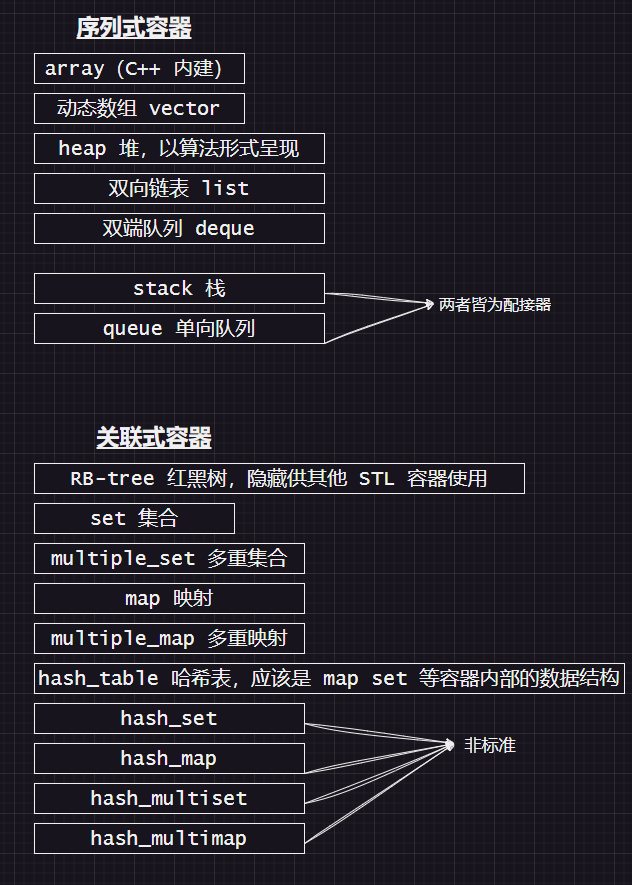 序列式容器
array（C++ 内建）
动态数组 vector
heap 堆，以算法形式呈现
双向链表 list
双端队列 deque
stack 栈
两者皆为配接器
queue 单向队列
关联式容器
RB-tree 红黑树，隐藏供其他 STL 容器使用
set 集合
multiple_set 多重集合
map 映射
multiple_map 多重映射
hash_table 哈希表，应该是 map set 等容器内部的数据结构
hash_set
hash_map
非标准
hash_multiset
hash_multimap